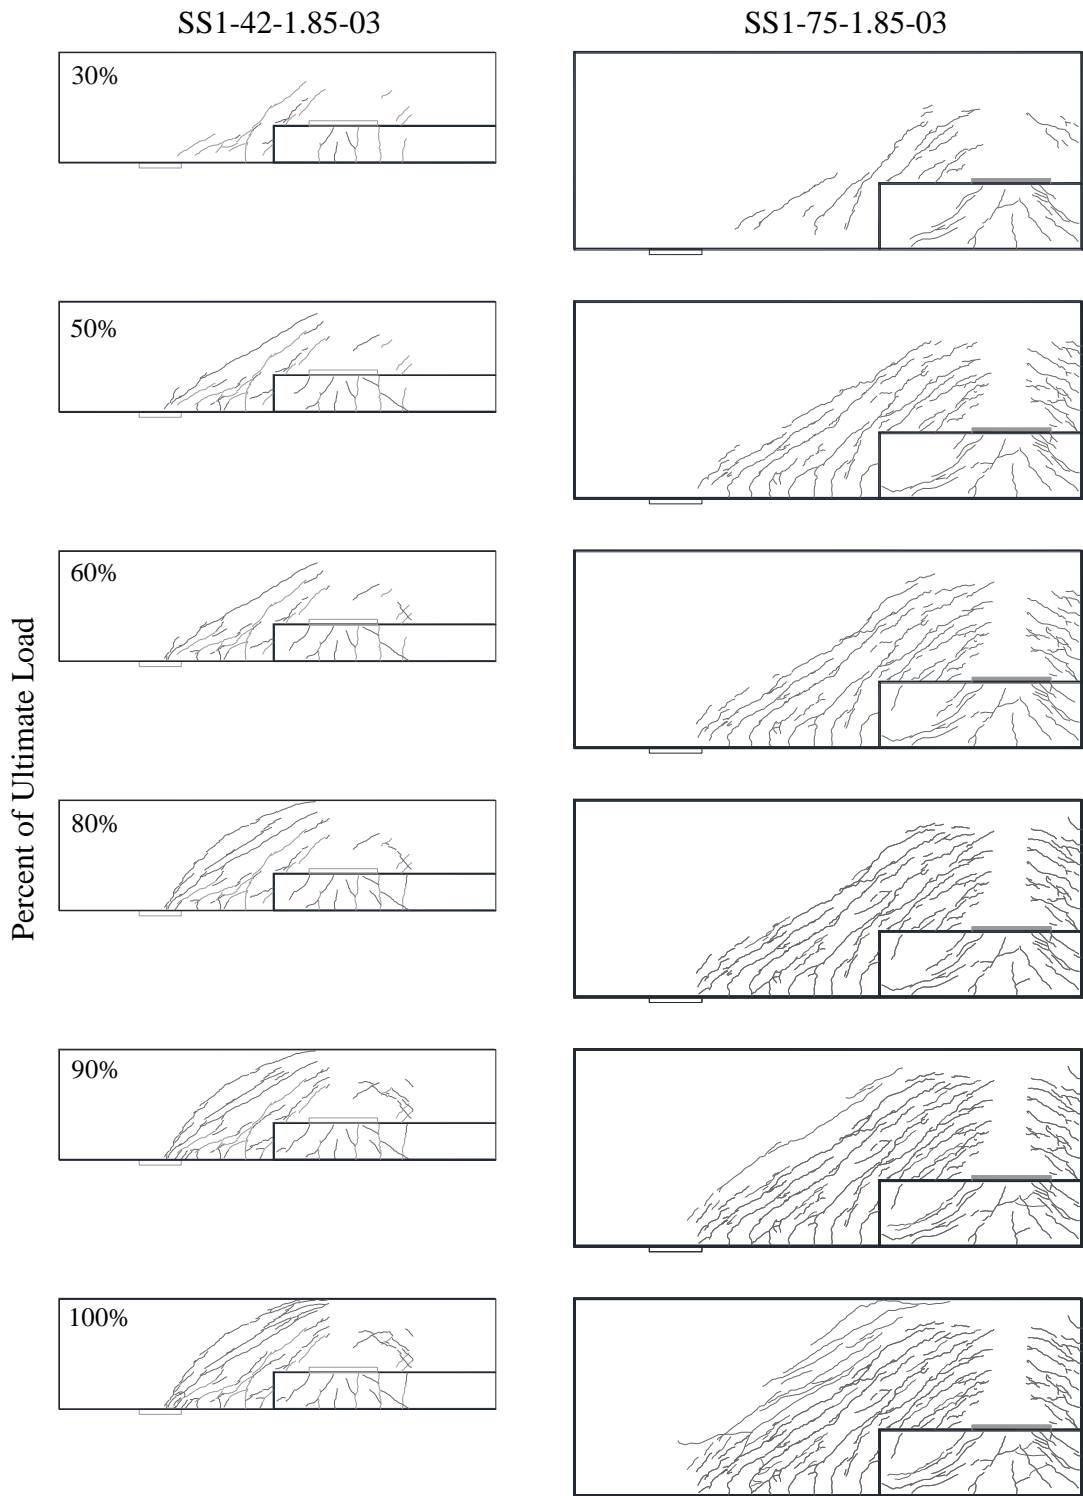 SS1-42-1.85-03
SS1-75-1.85-03
30%
50%
60%
80%
90%
100%
Percent of Ultimate Load